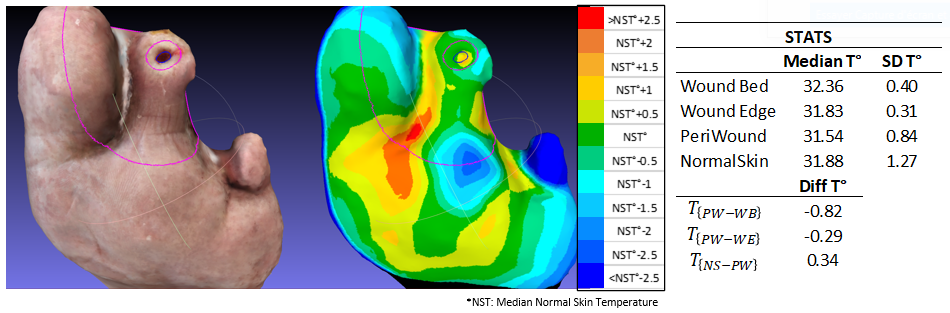 >NST°+2.5
NST°+2
NST°+1.5
NST°+1
NST°+0.5
NST°
NST°-0.5
NST°-1
NST°-1.5
NST°-2
NST°-2.5
<NST°-2.5
*NST: Median Normal Skin Temperature
STATS
Median T° SD T°
Wound Bed 32.36 0.40
Wound Edge 31.83 0.31
PeriWound 31.54 0.84
Normal Skin 31.88 1.27
Diff T°
T{PW−WB} -0.82
T{PW−WE} -0.29
T{NS−PW} 0.34